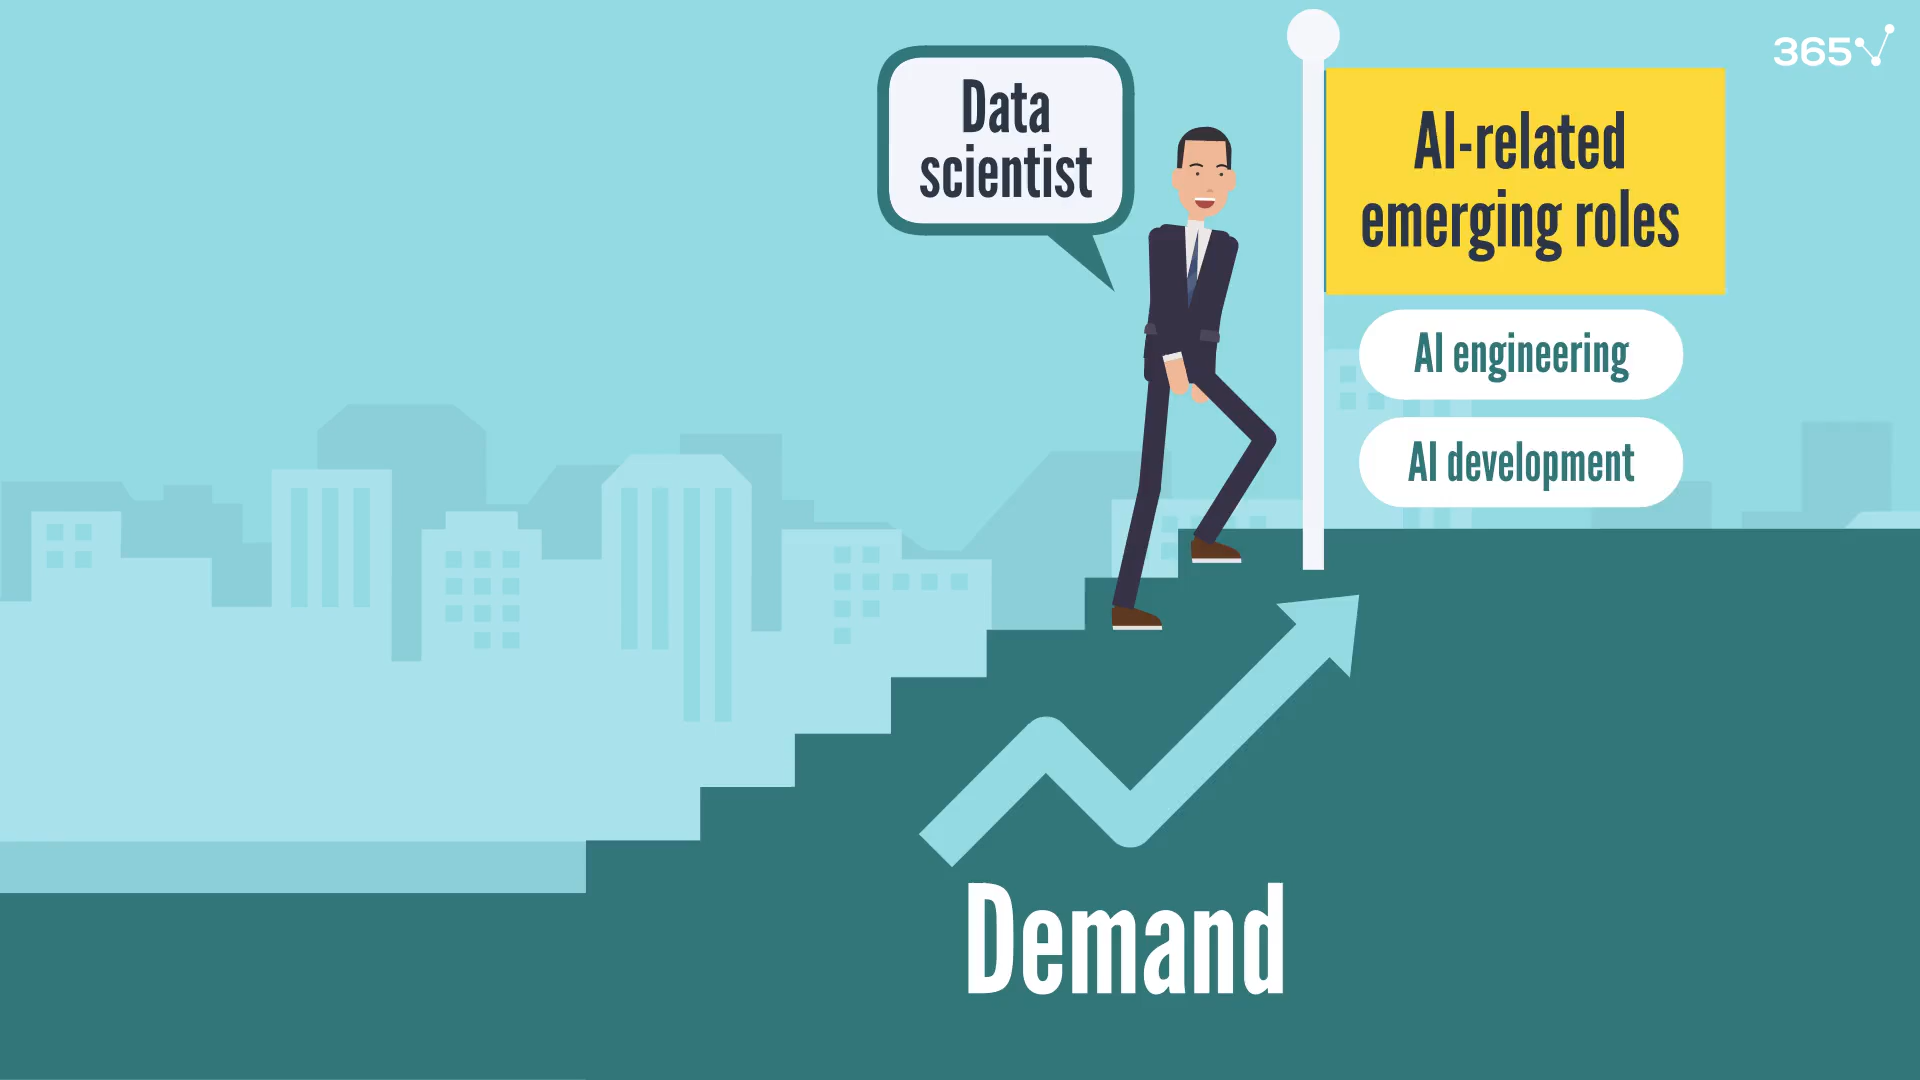 365
Data
scientist
AI-related
emerging roles
AI engineering
AI development
Demand